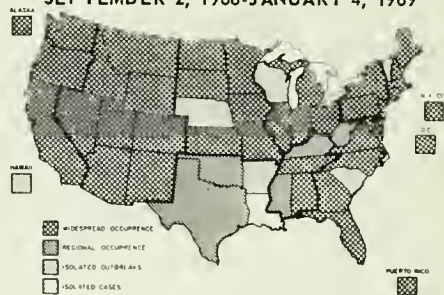 SEPTEMBER 2, 1968-JANUARY 4, 1969
ALASKA
N Y C
D C
HAWAII
WIDESPREAD OCCURRENCE
REGIONAL OCCURRENCE
ISOLATED OUTBREAKS
ISOLATED CASES
PUERTO RICO